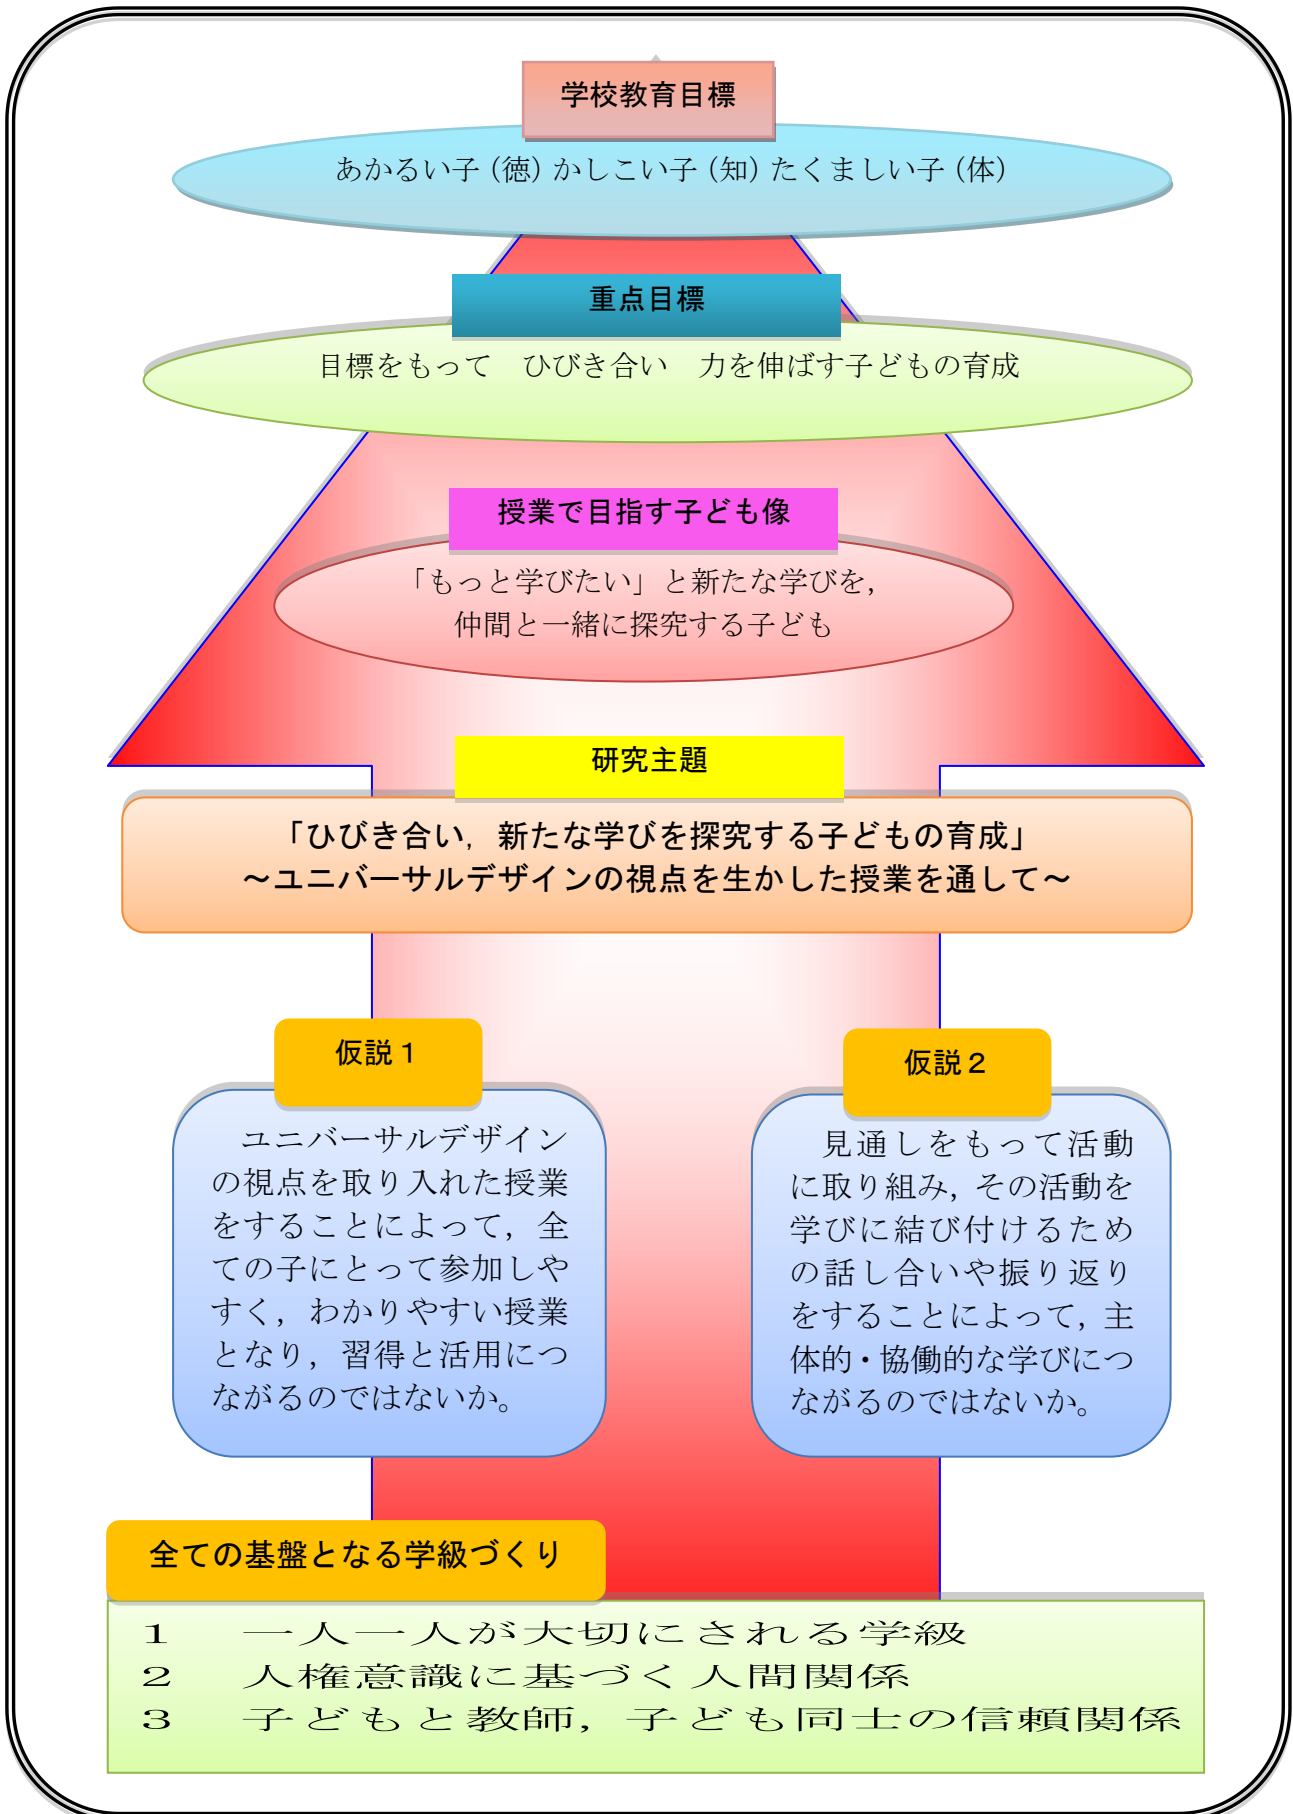 学校教育目標
あかるい子(徳)かしこい子(知)たくましい子(体)
重点目標
目標をもって　ひびき合い　力を伸ばす子どもの育成
授業で目指す子ども像
「もっと学びたい」と新たな学びを，
仲間と一緒に探究する子ども
研究主題
「ひびき合い，新たな学びを探究する子どもの育成」
～ユニバーサルデザインの視点を生かした授業を通して～
仮説１
ユニバーサルデザイン
の視点を取り入れた授業
をすることによって，全
ての子にとって参加しや
すく，わかりやすい授業
となり，習得と活用につ
ながるのではないか。
仮説２
見通しをもって活動
に取り組み，その活動を
学びに結び付けるため
の話し合いや振り返り
をすることによって，主
体的・協働的な学びにつ
ながるのではないか。
全ての基盤となる学級づくり
１　一人一人が大切にされる学級
２　人権意識に基づく人間関係
３　子どもと教師，子ども同士の信頼関係